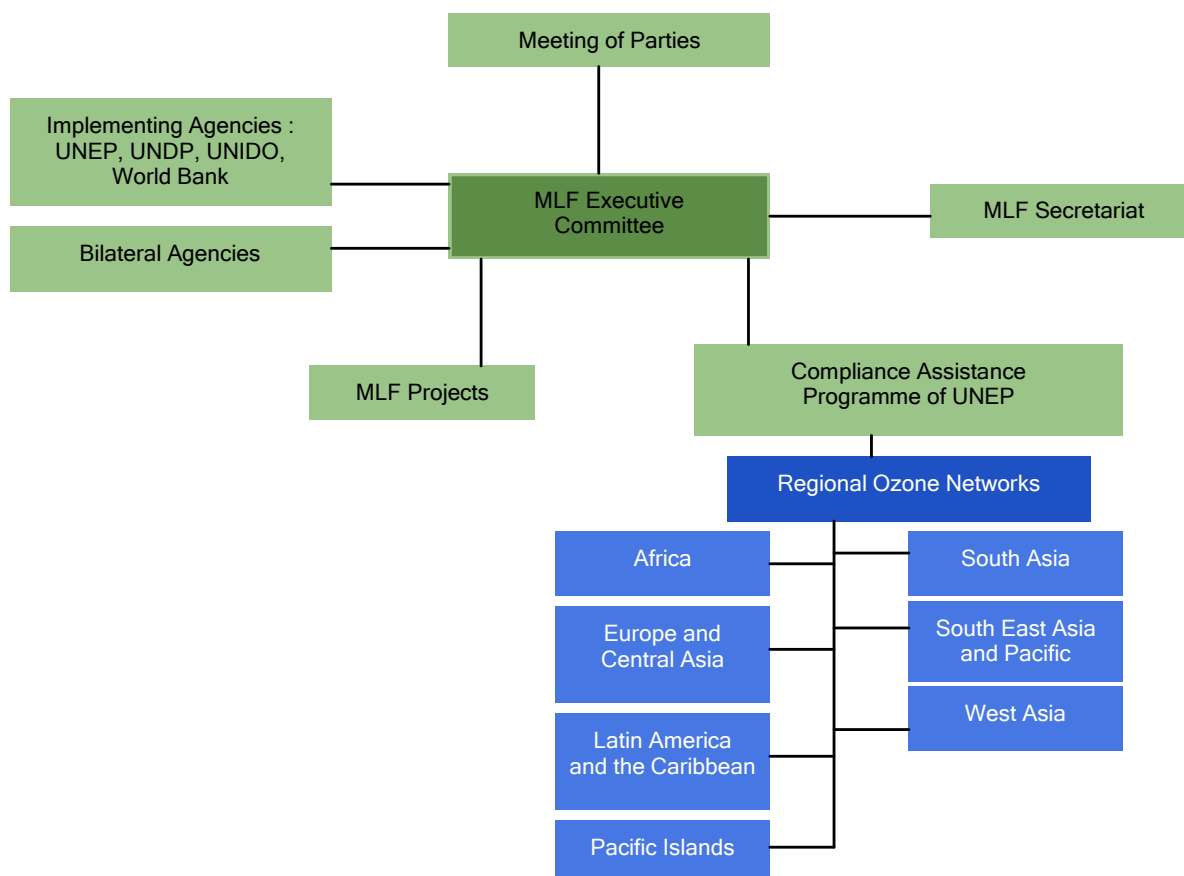 Meeting of Parties
Implementing Agencies :
UNEP, UNDP, UNIDO,
World Bank
MLF Executive
Committee
MLF Secretariat
Bilateral Agencies
MLF Projects
Compliance Assistance
Programme of UNEP
Regional Ozone Networks
Africa
South Asia
Europe and
Central Asia
South East Asia
and Pacific
Latin America
and the Caribbean
West Asia
Pacific Islands